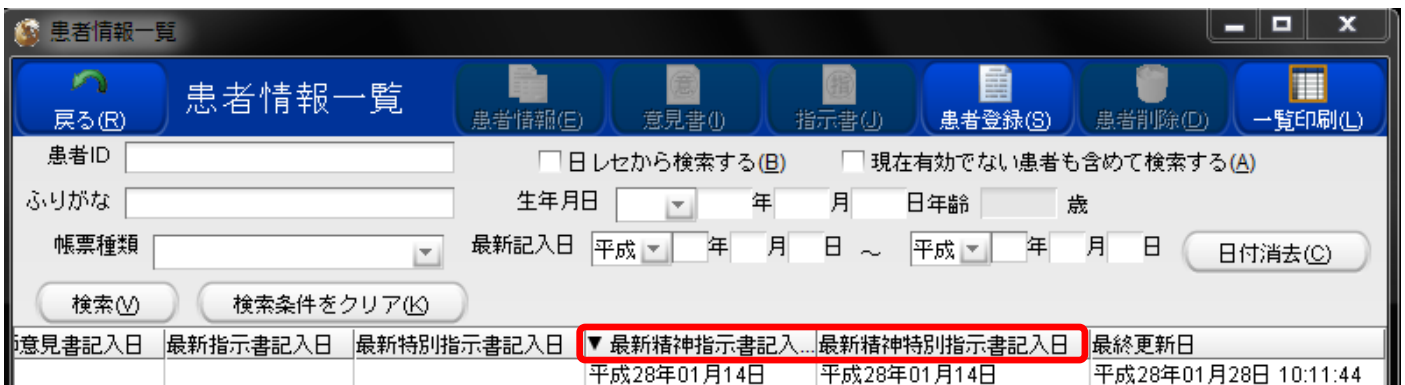 患者情報一覧
戻る(R) 患者情報一覧 患者情報(E) 意見書(I) 指示書(J) 患者登録(S) 患者削除(D) 一覧印刷(L)
患者ID 日レセから検索する(B) 現在有効でない患者も含めて検索する(A)
ふりがな 生年月日 年 月 日 年齢 歳
帳票種類 最新記入日 平成 年 月 日 ~ 平成 年 月 日 日付消去(C)
検索(V) 検索条件をクリア(K)
意見書記入日 最新指示書記入日 最新特別指示書記入日 ▼ 最新精神指示書記入... 最新精神特別指示書記入日 最終更新日
平成28年01月14日 平成28年01月14日 平成28年01月28日 10:11:44